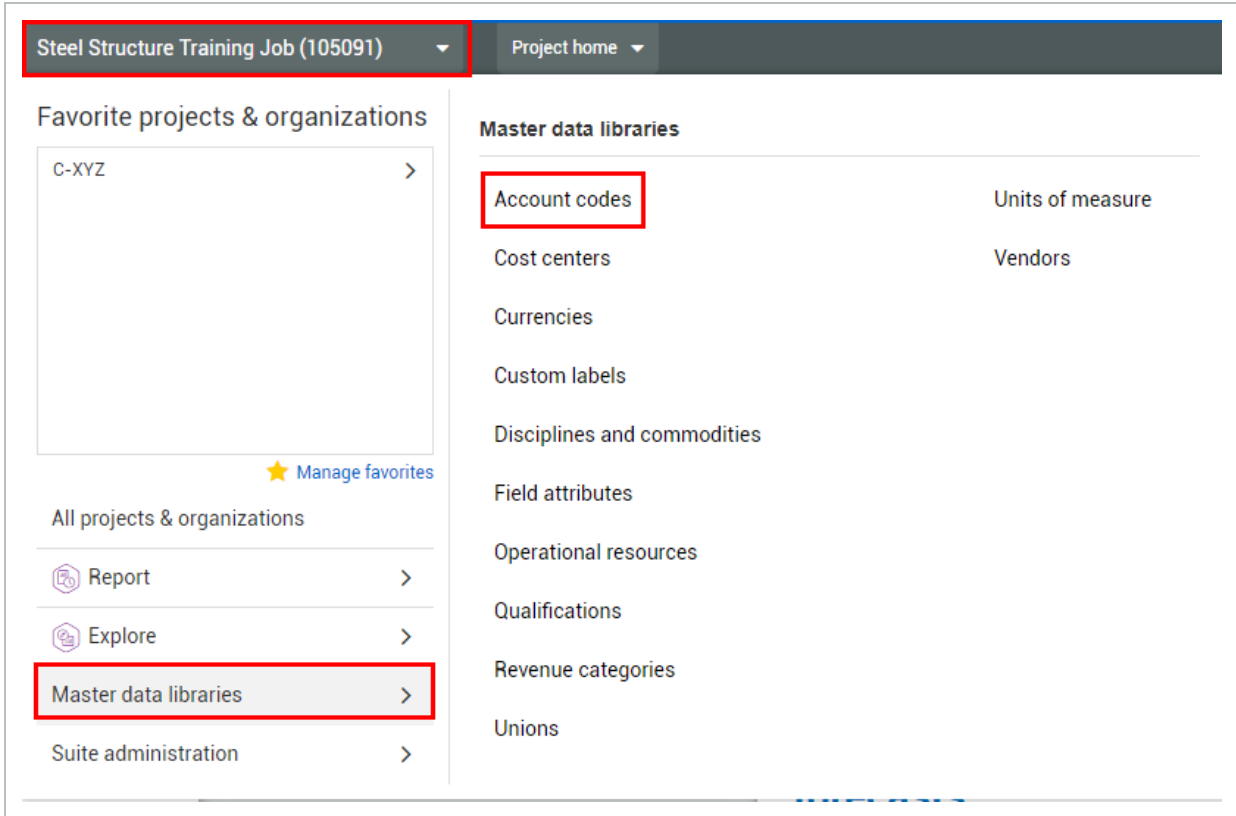 Steel Structure Training Job (105091)
Project home
Favorite projects & organizations
C-XYZ
Manage favorites
All projects & organizations
Report
Explore
Master data libraries
Suite administration
Master data libraries
Account codes
Cost centers
Currencies
Custom labels
Disciplines and commodities
Field attributes
Operational resources
Qualifications
Revenue categories
Unions
Units of measure
Vendors